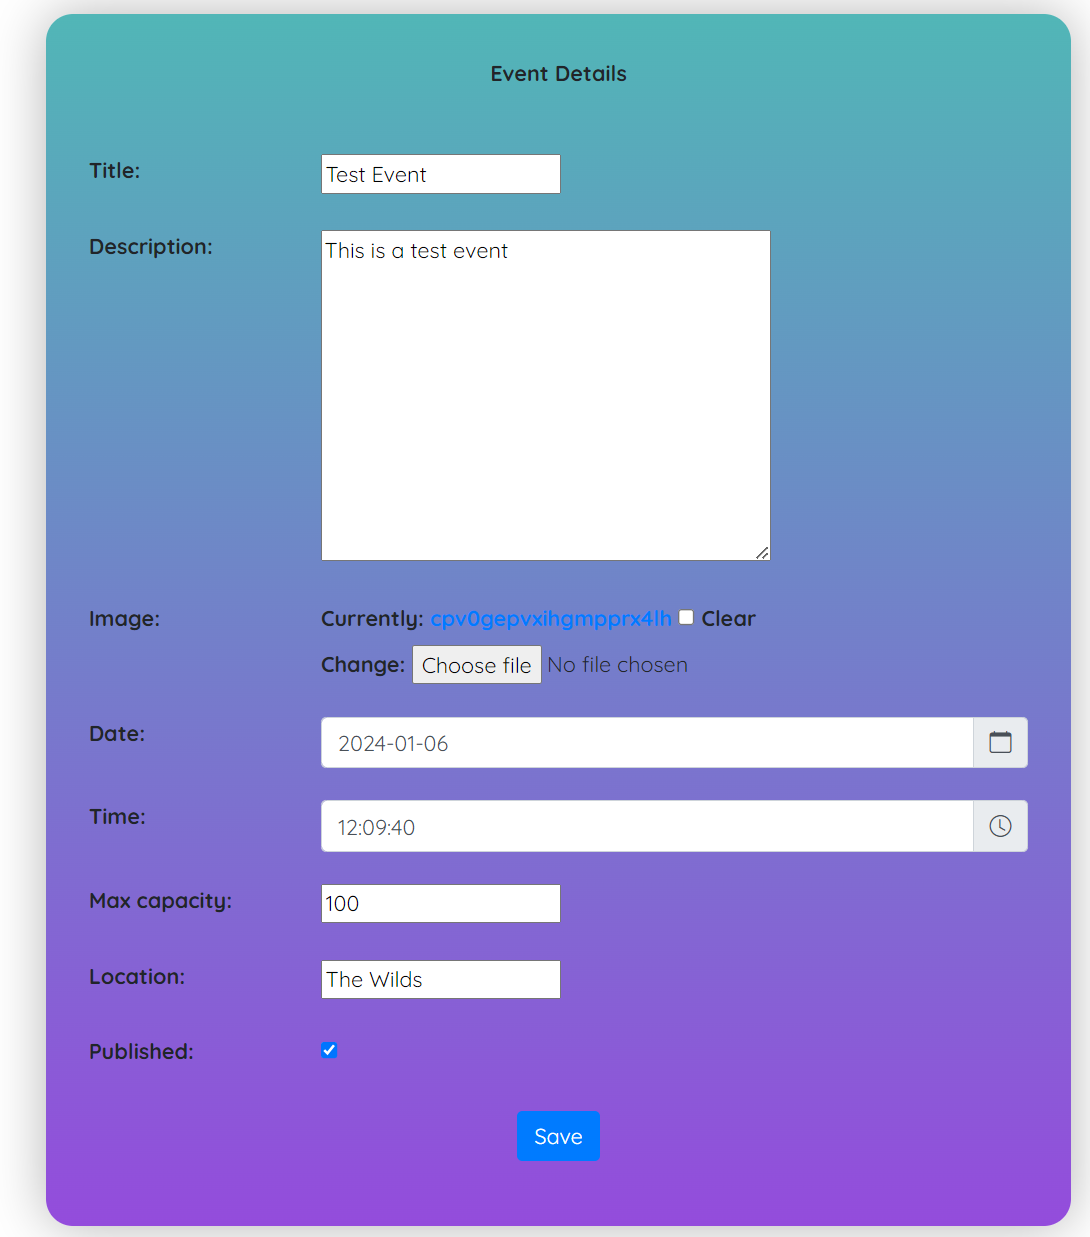 Event Details
Title: Test Event
Description: This is a test event
Image: Currently: cpv0gepvxihgmpprx4lh Clear
Change: Choose file No file chosen
Date: 2024-01-06
Time: 12:09:40
Max capacity: 100
Location: The Wilds
Published:
Save